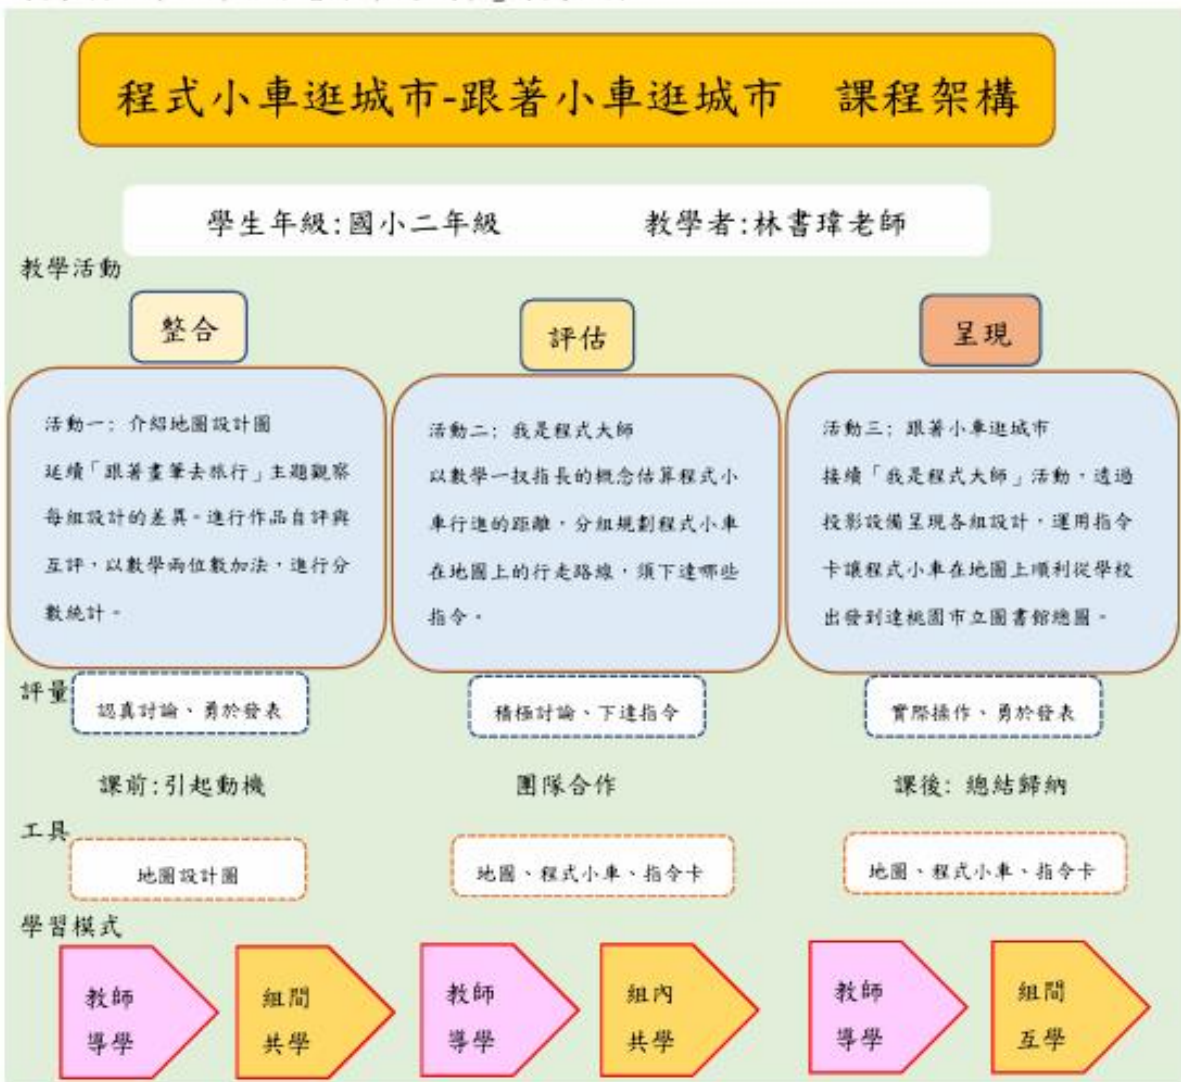 程式小車逛城市-跟著小車逛城市　課程架構
學生年級:國小二年級　教學者:林書瑋老師
教學活動
整合
活動一: 介紹地圖設計圖
延續「跟著畫筆去旅行」主題觀察
每組設計的差異。進行作品自評與
互評,以數學兩位數加法,進行分
數統計。
評估
活動二: 我是程式大師
以數學一扠指長的概念估算程式小
車行進的距離,分組規劃程式小車
在地圖上的行走路線,須下達哪些
指令。
呈現
活動三: 跟著小車逛城市
接續「我是程式大師」活動,透過
投影設備呈現各組設計,運用指令
卡讓程式小車在地圖上順利從學校
出發到達桃園市立圖書館總圖。
評量
認真討論、勇於發表
積極討論、下達指令
實際操作、勇於發表
課前:引起動機
團隊合作
課後: 總結歸納
工具
地圖設計圖
地圖、程式小車、指令卡
地圖、程式小車、指令卡
學習模式
教師
導學
組間
共學
教師
導學
組內
共學
教師
導學
組間
互學